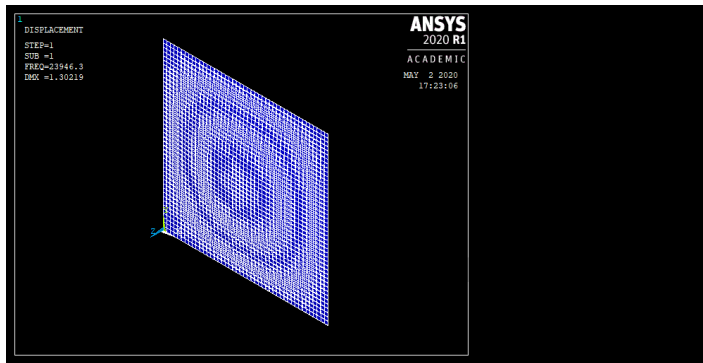 1
DISPLACEMENT
STEP=1
SUB =1
FREQ=23946.3
DMX =1.30219
ANSYS
2020 R1
ACADEMIC
MAY 2 2020
17:23:06
Z